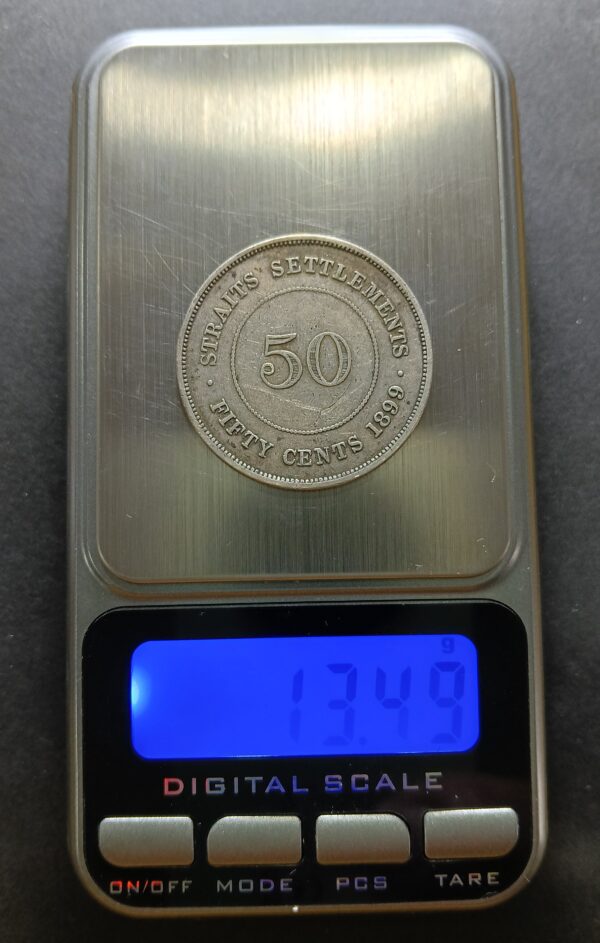 STRAITS SETTLEMENTS
50
· FIFTY CENTS 1899 ·
g
13.49
DIGITAL SCALE
ON/OFF MODE PCS TARE